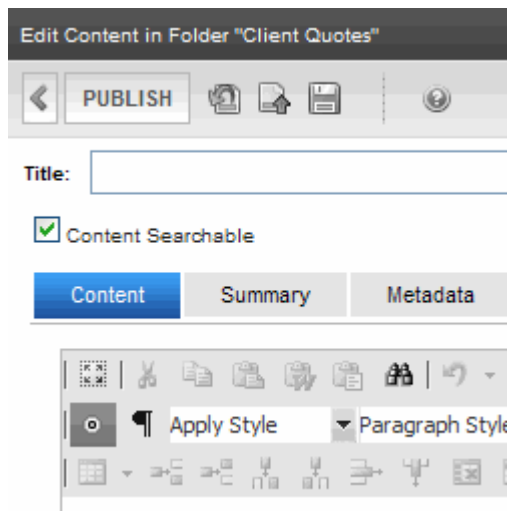 Edit Content in Folder "Client Quotes"
PUBLISH
Title:
Content Searchable
Content Summary Metadata
Apply Style Paragraph Style